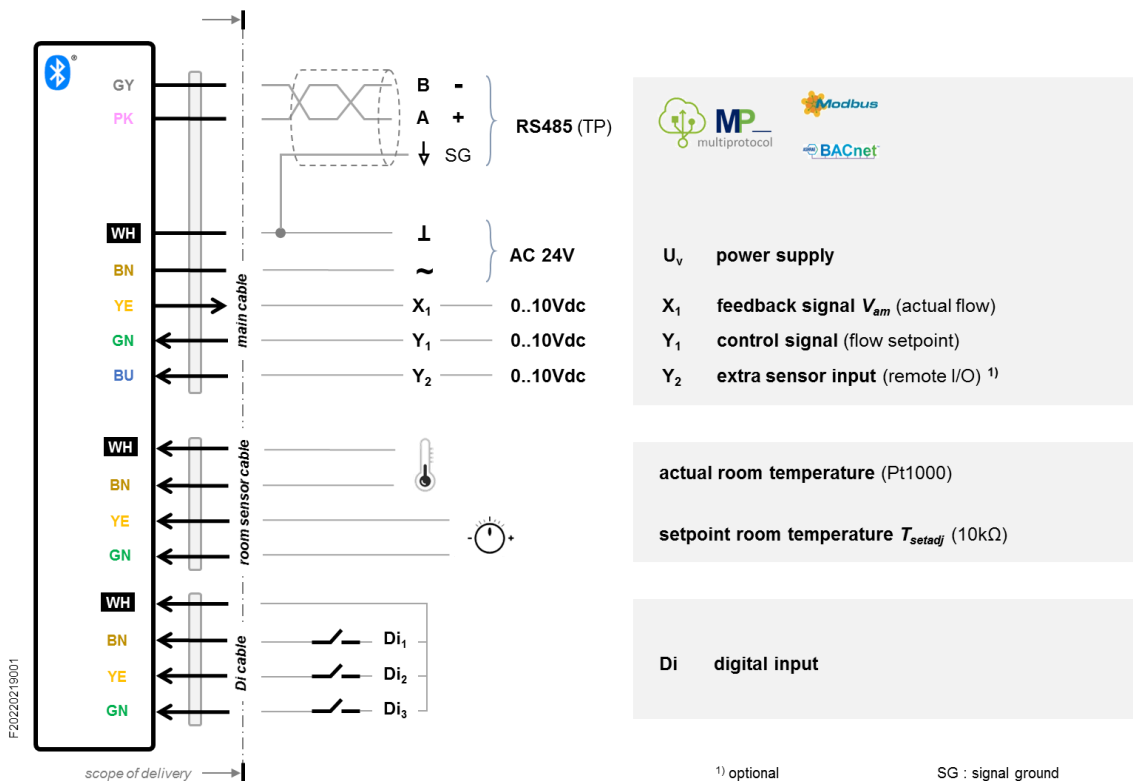 ®
GY B -
PK A + RS485 (TP)
SG
MP_
multiprotocol
Modbus
BACnet
WH ⊥
AC 24V
BN ~
Uv power supply
YE X1 0..10Vdc X1 feedback signal Vam (actual flow)
GN Y1 0..10Vdc Y1 control signal (flow setpoint)
BU Y2 0..10Vdc Y2 extra sensor input (remote I/O) 1)
main cable
WH
BN
actual room temperature (Pt1000)
YE - +
GN
setpoint room temperature Tsetadj (10kΩ)
room sensor cable
WH
BN Di1
YE Di2
GN Di3
Di digital input
Di cable
F20220219001
scope of delivery
1) optional SG : signal ground